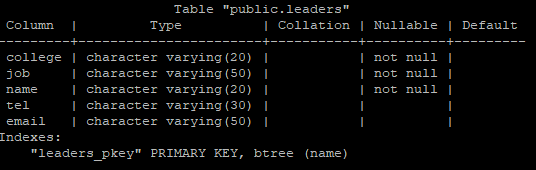 Table "public.leaders"
Column | Type | Collation | Nullable | Default
---------+-----------------------+-----------+----------+---------
college | character varying(20) | | not null |
job | character varying(50) | | not null |
name | character varying(20) | | not null |
tel | character varying(30) | | |
email | character varying(50) | | |
Indexes:
"leaders_pkey" PRIMARY KEY, btree (name)